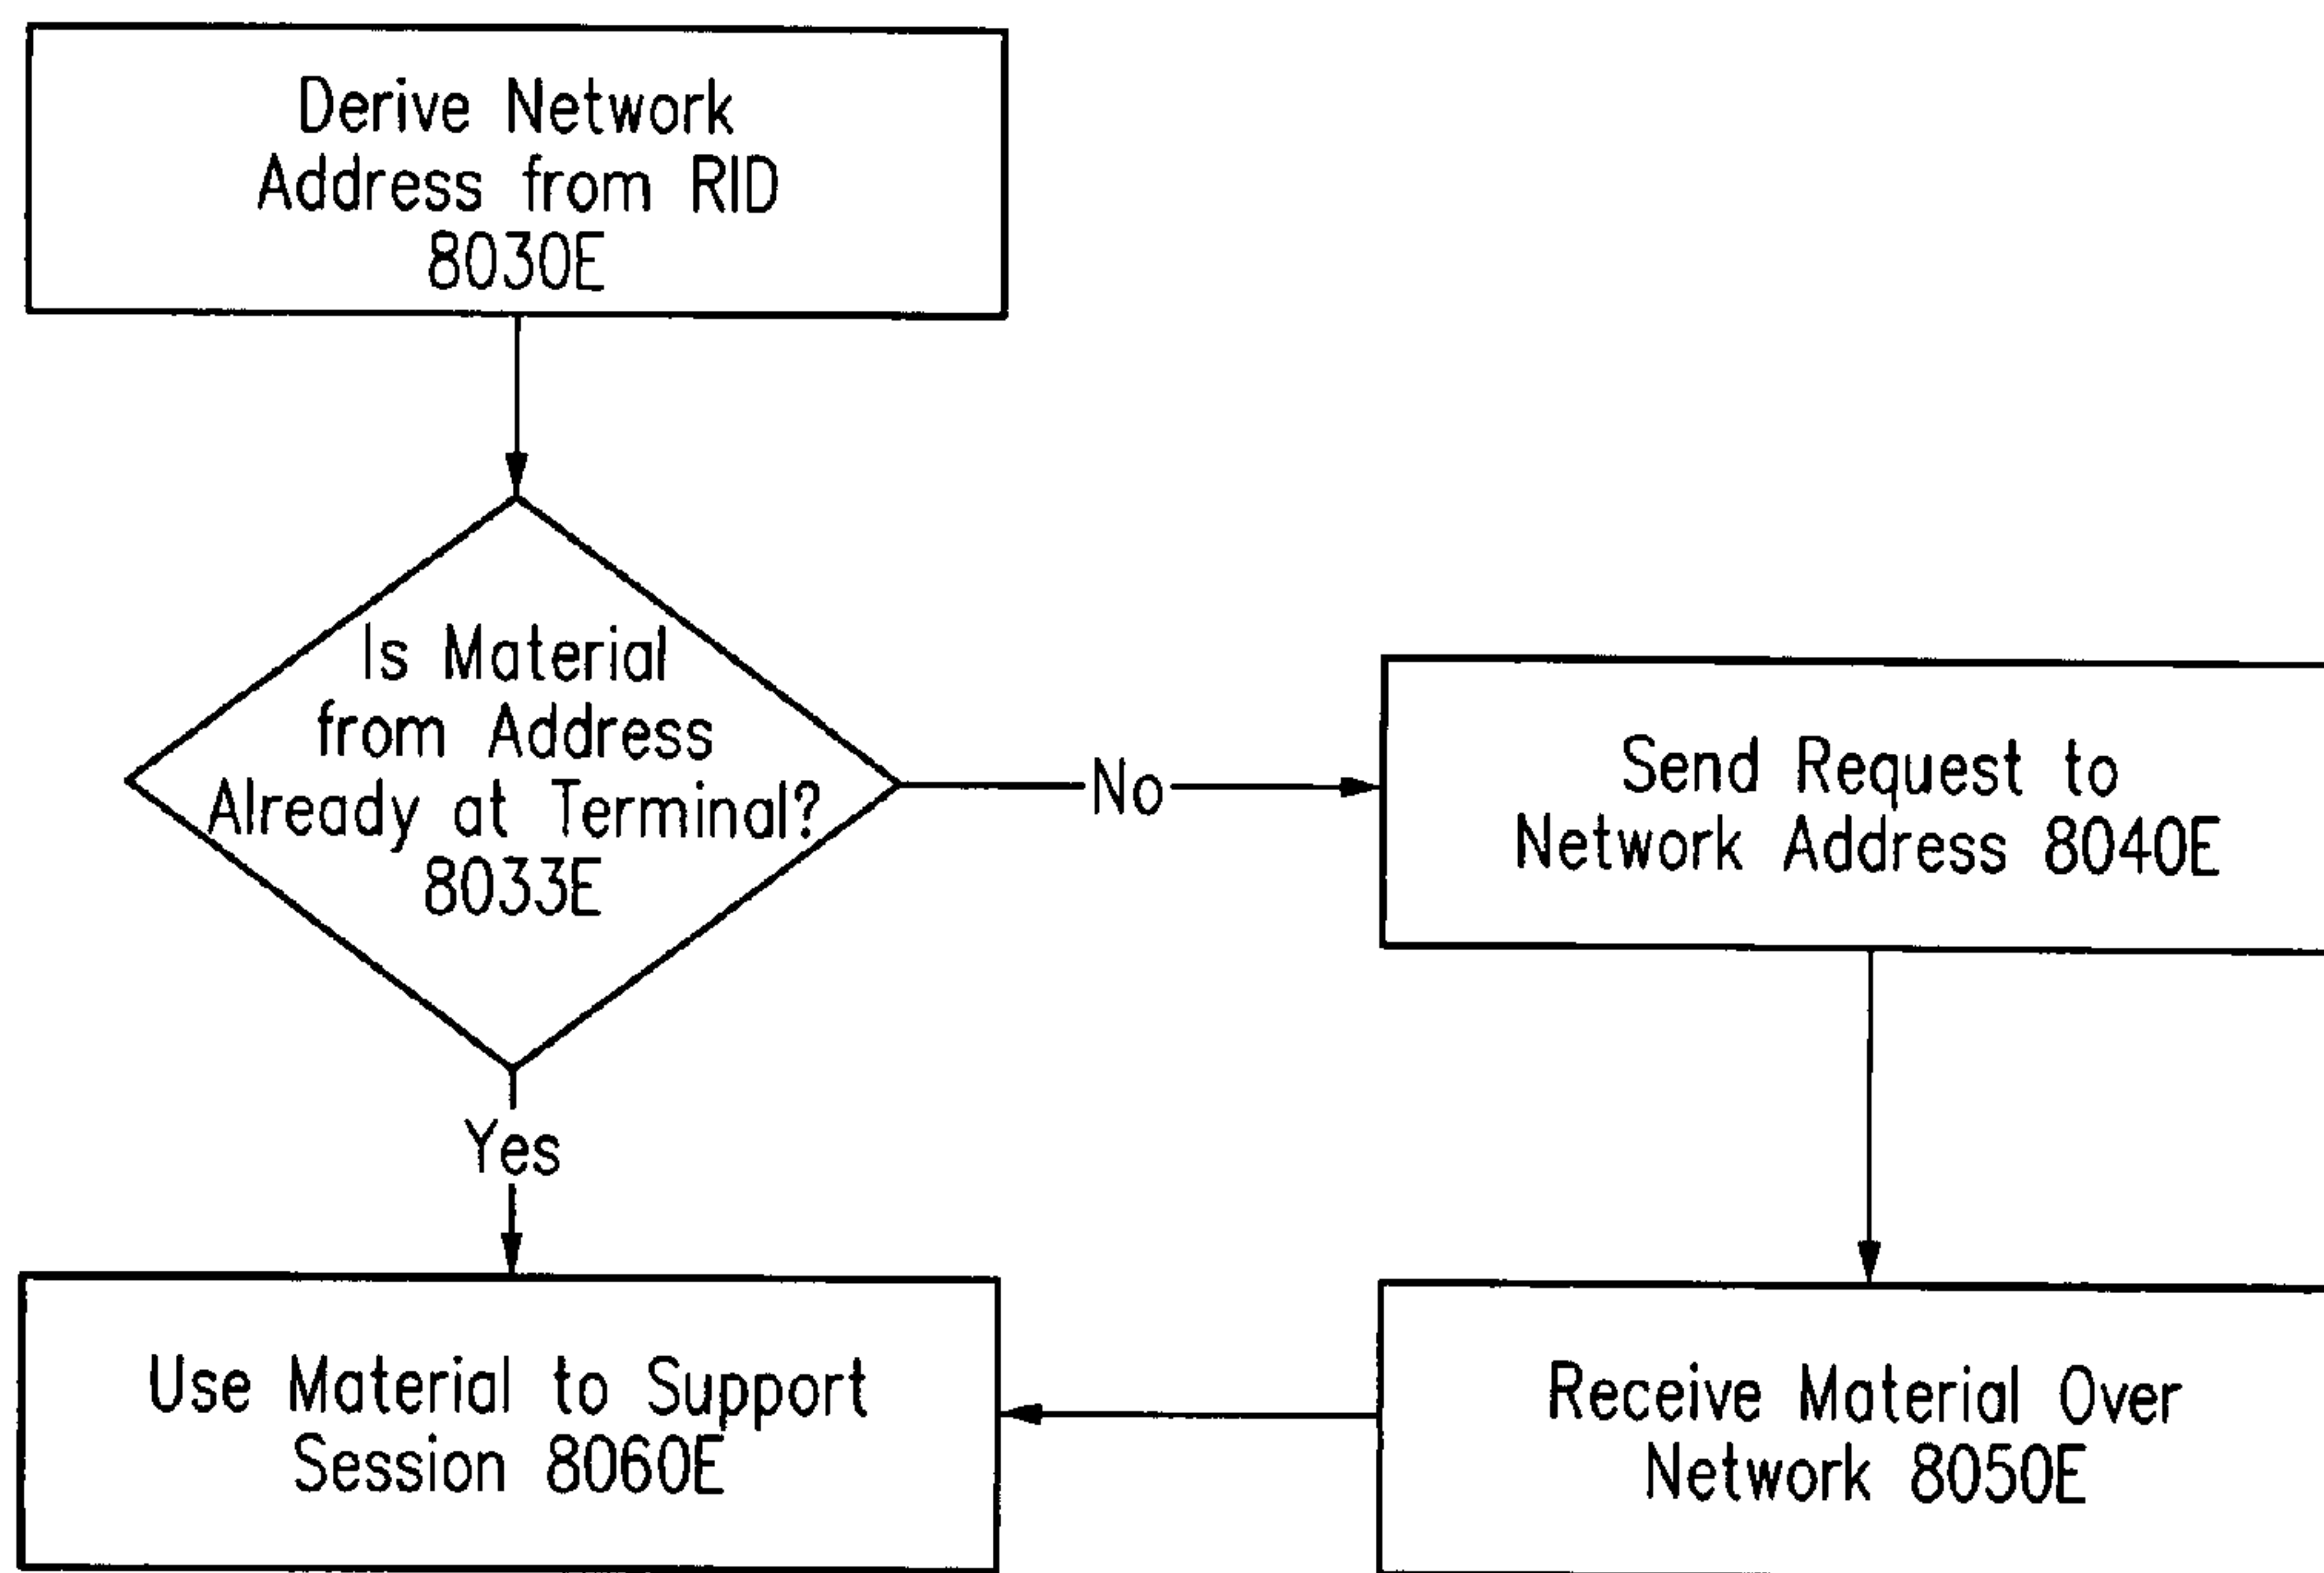 Derive Network
Address from RID
8030E
Is Material
from Address
Already at Terminal?
8033E
No
Send Request to
Network Address 8040E
Yes
Use Material to Support
Session 8060E
Receive Material Over
Network 8050E